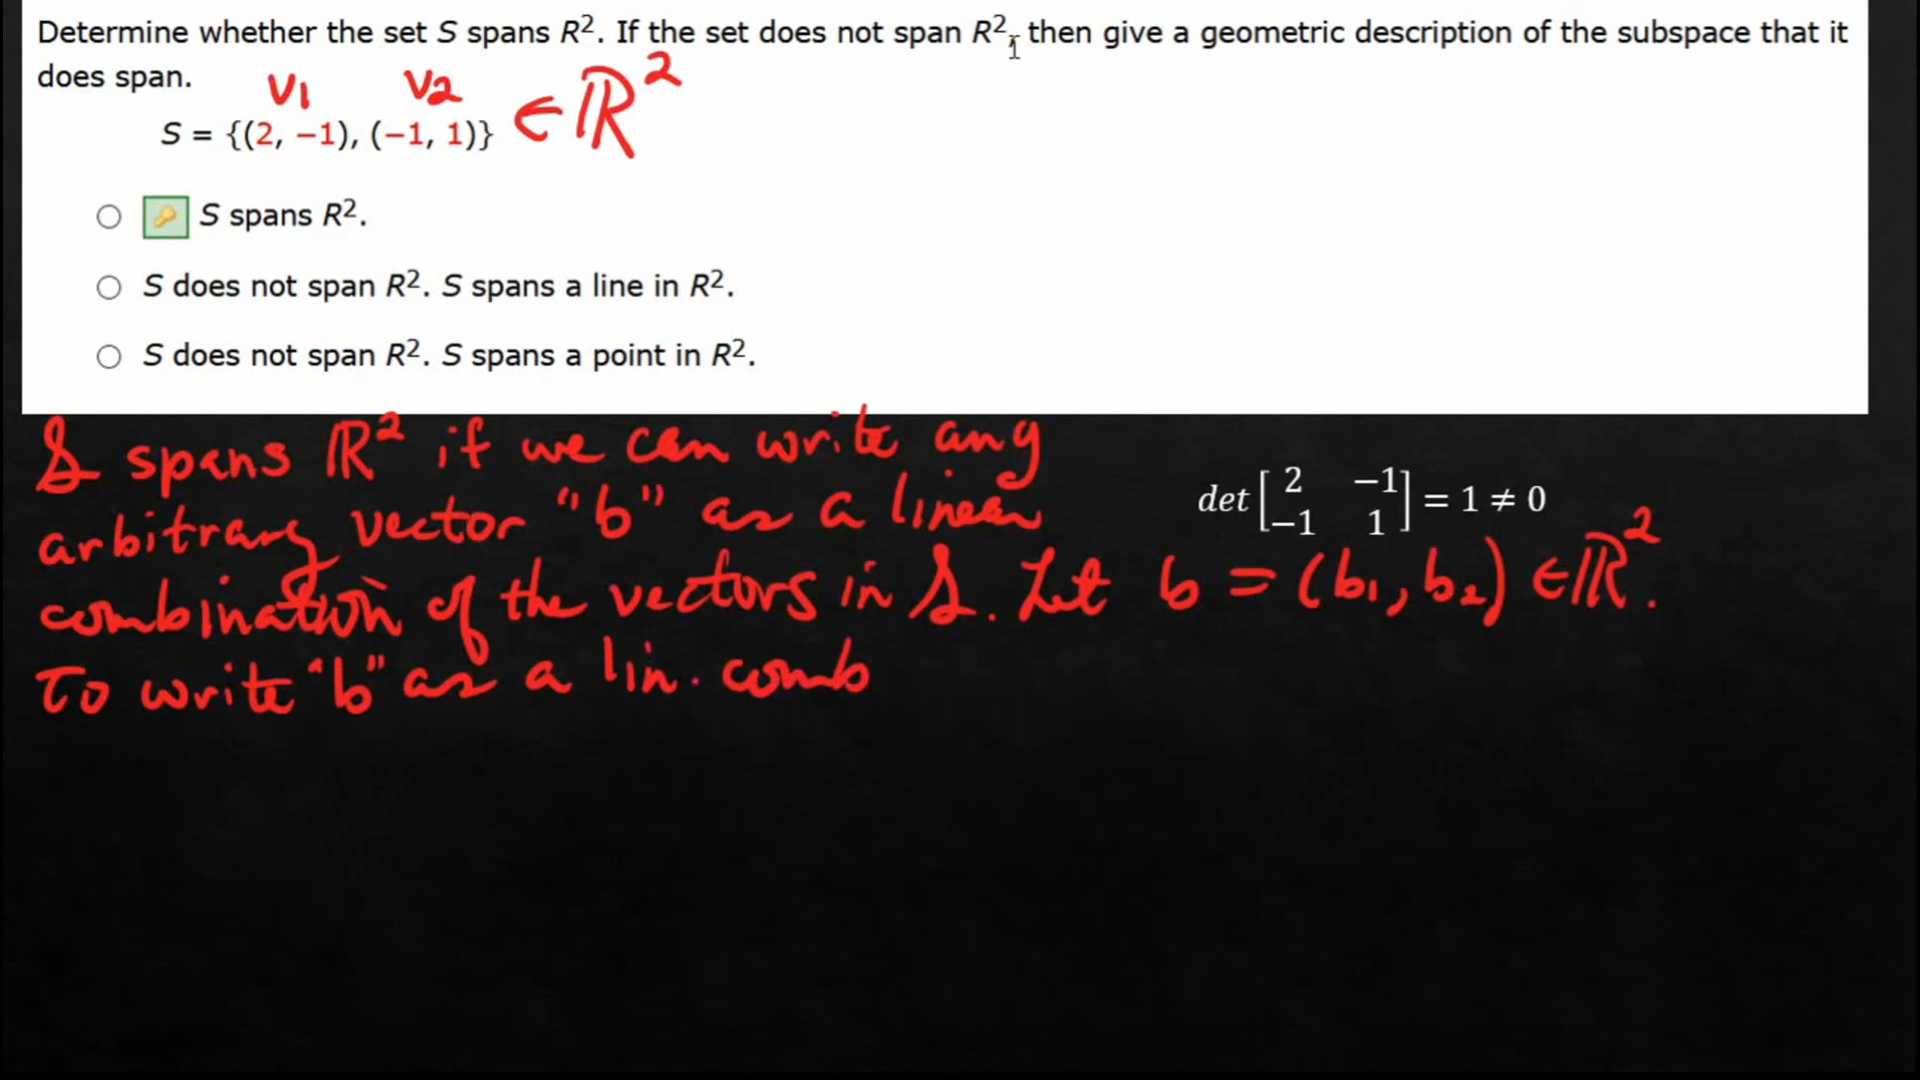 Determine whether the set S spans R². If the set does not span R², then give a geometric description of the subspace that it
does span.
V1 V2
S = {(2, −1), (−1, 1)} ∈ ℝ²
S spans R².
S does not span R². S spans a line in R².
S does not span R². S spans a point in R².
S spans ℝ² if we can write any
arbitrary vector "b" as a linear
det [2 −1
−1 1] = 1 ≠ 0
combination of the vectors in S. Let b = (b₁, b₂) ∈ ℝ².
To write "b" as a lin. comb